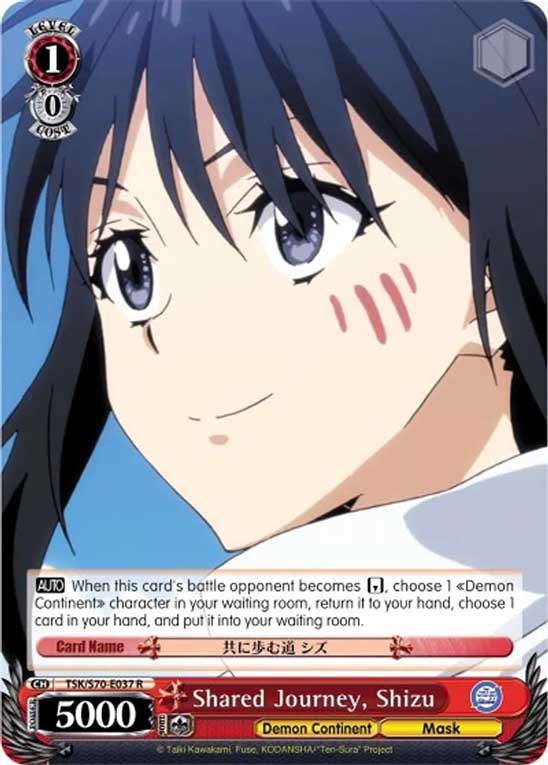 LEVEL
1
0
COST
AUTO When this card's battle opponent becomes [,], choose 1 «Demon
Continent» character in your waiting room, return it to your hand, choose 1
card in your hand, and put it into your waiting room.
Card Name 共に歩む道 シズ
CH TSK/S70-E037 R
Shared Journey, Shizu
POWER 5000 SOUL
Demon Continent Mask
© Taiki Kawakami, Fuse, KODANSHA/"Ten-Sura" Project